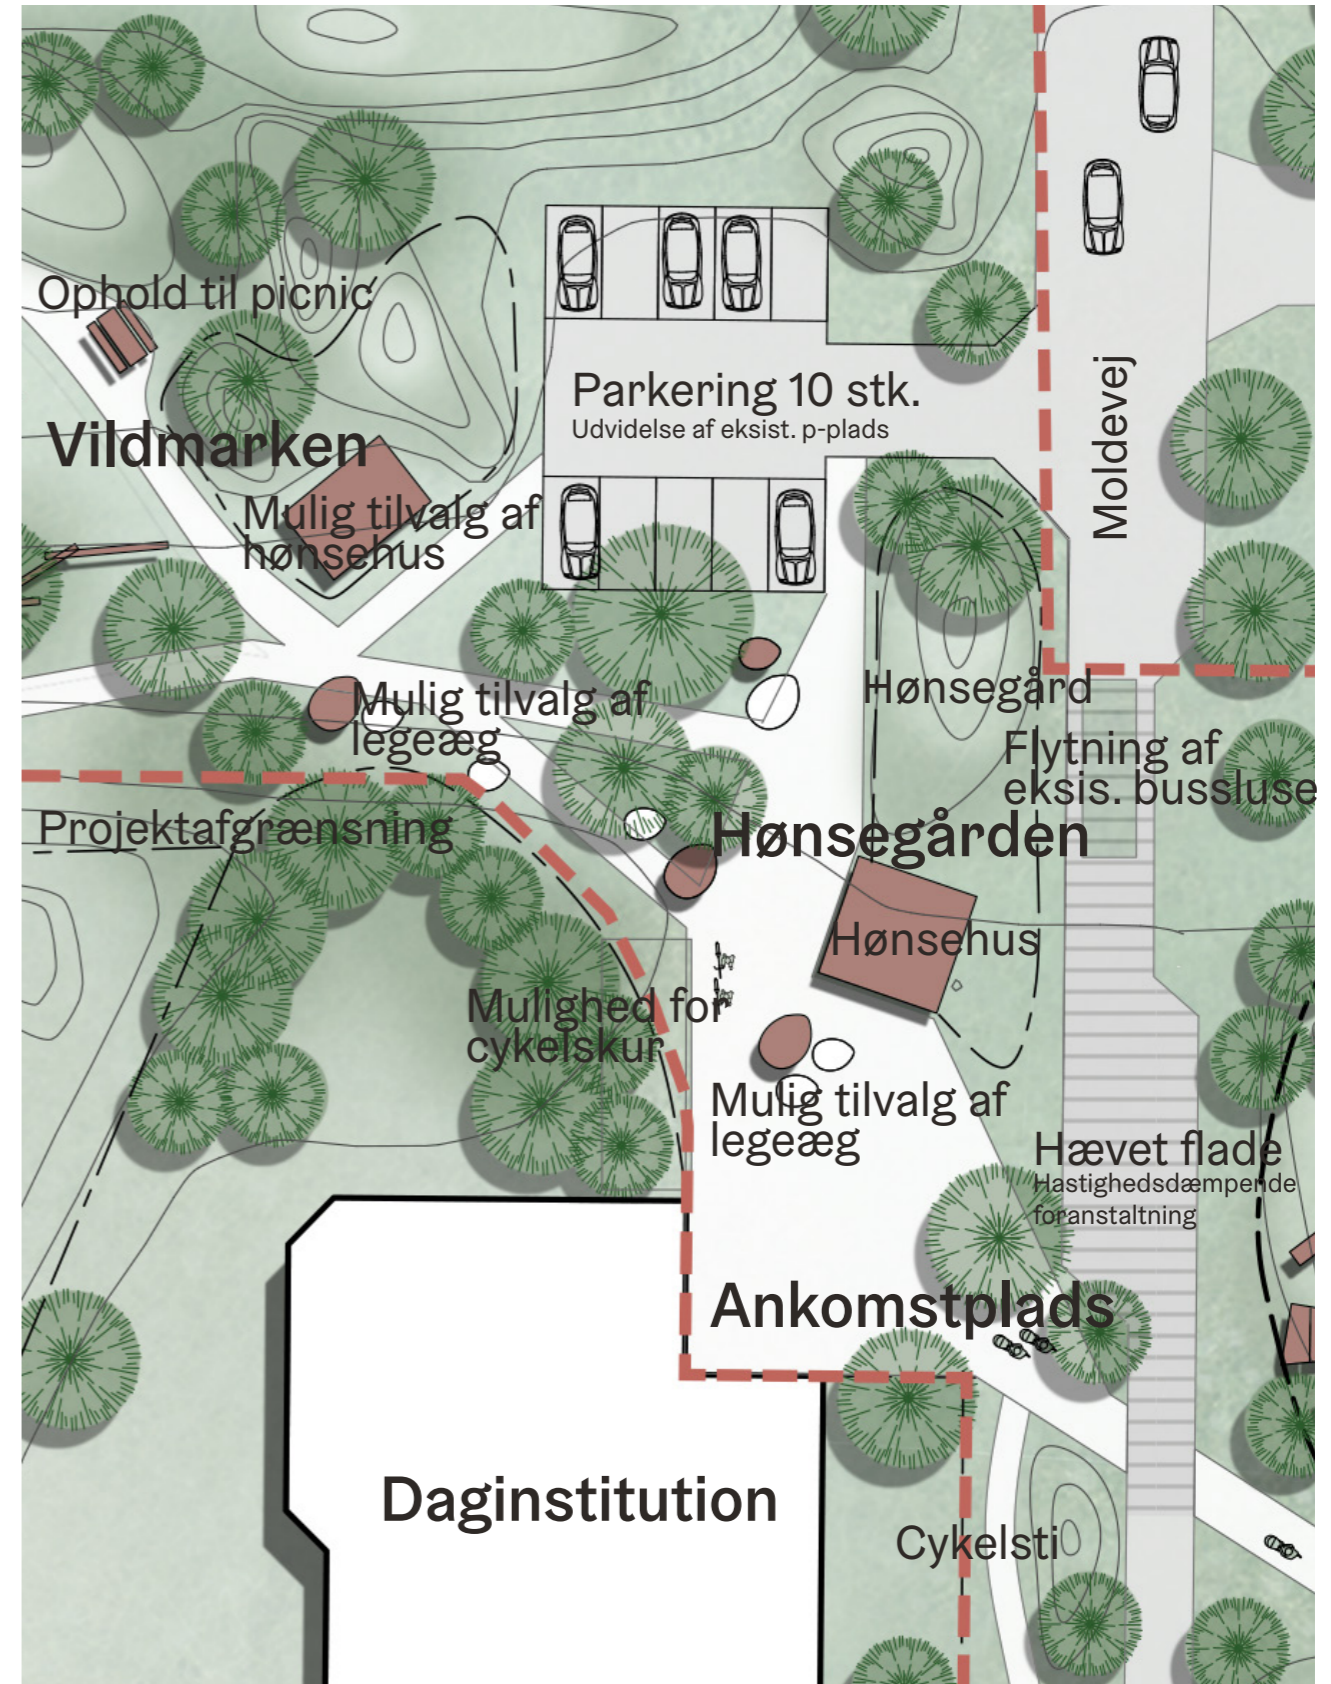 Ophold til picnic
Parkering 10 stk.
Udvidelse af eksist. p-plads
Moldevej
Vildmarken
Mulig tilvalg af
hønsehus
Mulig tilvalg af
legeæg
Hønsegård
Flytning af
eksis. bussluse
Projektafgrænsning
Hønsegården
Hønsehus
Mulighed for
cykelskur
Mulig tilvalg af
legeæg
Hævet flade
Hastighedsdæmpende
foranstaltning
Ankomstplads
Daginstitution
Cykelsti